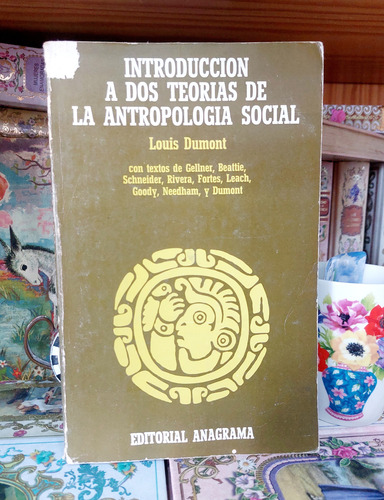 INTRODUCCION
A DOS TEORIAS DE
LA ANTROPOLOGIA SOCIAL
Louis Dumont
con textos de Gellner, Beattie,
Schneider, Rivera, Fortes, Leach,
Goody, Needham, y Dumont
EDITORIAL ANAGRAMA